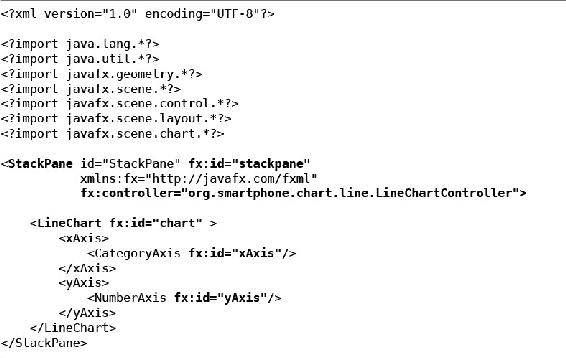 <?xml version="1.0" encoding="UTF-8"?>
<?import java.lang.*?>
<?import java.util.*?>
<?import javafx.geometry.*?>
<?import javafx.scene.*?>
<?import javafx.scene.control.*?>
<?import javafx.scene.layout.*?>
<?import javafx.scene.chart.*?>
<StackPane id="StackPane" fx:id="stackpane"
xmlns:fx="http://javafx.com/fxml"
fx:controller="org.smartphone.chart.line.LineChartController">
<LineChart fx:id="chart" >
<xAxis>
<CategoryAxis fx:id="xAxis"/>
</xAxis>
<yAxis>
<NumberAxis fx:id="yAxis"/>
</yAxis>
</LineChart>
</StackPane>